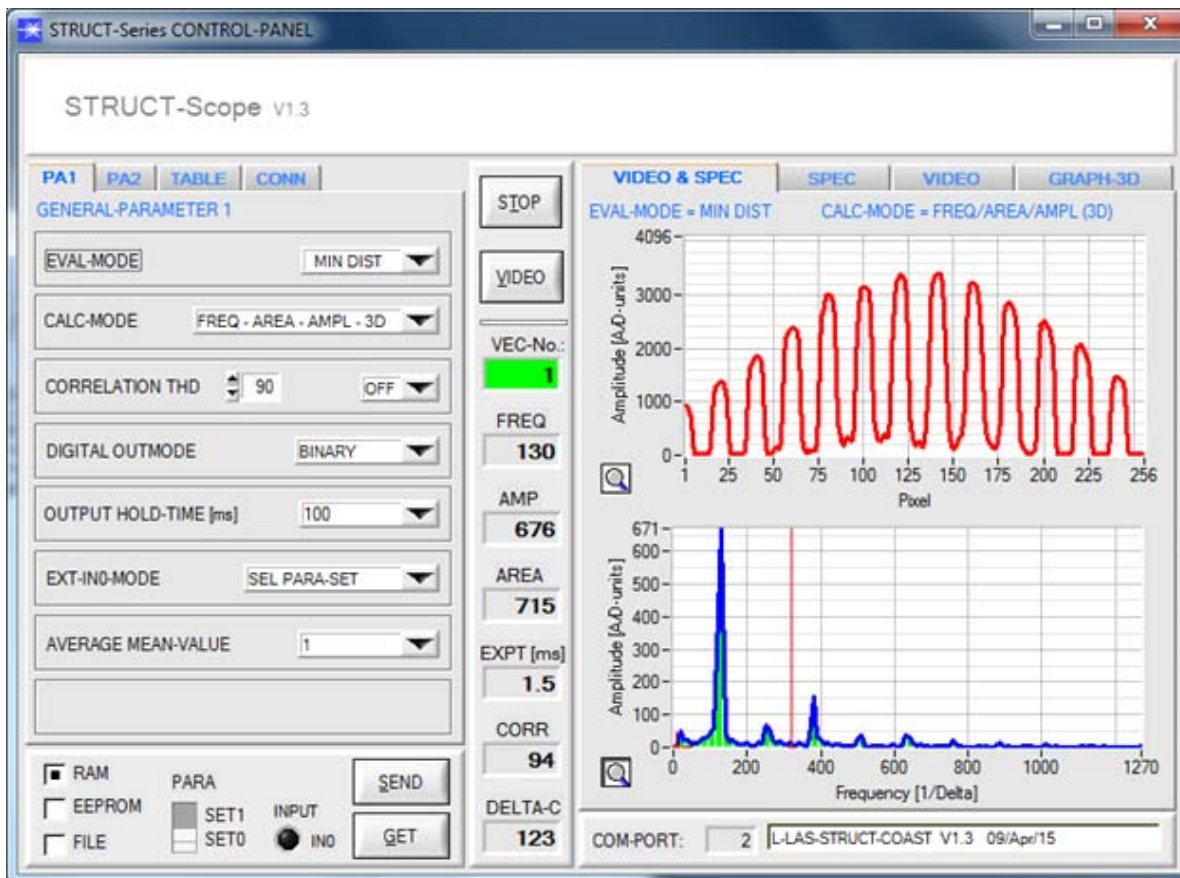 STRUCT-Series CONTROL-PANEL
STRUCT-Scope V1.3
PA1 PA2 TABLE CONN
GENERAL-PARAMETER 1
EVAL-MODE MIN DIST
CALC-MODE FREQ - AREA - AMPL - 3D
CORRELATION THD 90 OFF
DIGITAL OUTMODE BINARY
OUTPUT HOLD-TIME [ms] 100
EXT-IN0-MODE SEL PARA-SET
AVERAGE MEAN-VALUE 1
RAM
EEPROM
FILE
PARA
SET1
SET0
INPUT
IN0
SEND
GET
STOP
VIDEO
VEC-No.:
1
FREQ
130
AMP
676
AREA
715
EXPT [ms]
1.5
CORR
94
DELTA-C
123
VIDEO & SPEC SPEC VIDEO GRAPH-3D
EVAL-MODE = MIN DIST CALC-MODE = FREQ/AREA/AMPL (3D)
Amplitude [A/D-units]
4096
3000
2000
1000
0
1 25 50 75 100 125 150 175 200 225 256
Pixel
Amplitude [A/D-units]
671
600
500
400
300
200
100
0
0 200 400 600 800 1000 1270
Frequency [1/Delta]
COM-PORT: 2 L-LAS-STRUCT-COAST V1.3 09/Apr/15